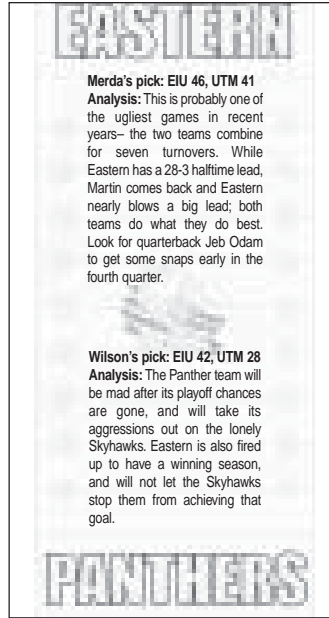 EASTERN
Merda's pick: EIU 46, UTM 41
Analysis: This is probably one of
the ugliest games in recent
years– the two teams combine
for seven turnovers. While
Eastern has a 28-3 halftime lead,
Martin comes back and Eastern
nearly blows a big lead; both
teams do what they do best.
Look for quarterback Jeb Odam
to get some snaps early in the
fourth quarter.
Wilson's pick: EIU 42, UTM 28
Analysis: The Panther team will
be mad after its playoff chances
are gone, and will take its
aggressions out on the lonely
Skyhawks. Eastern is also fired
up to have a winning season,
and will not let the Skyhawks
stop them from achieving that
goal.
PANTHERS